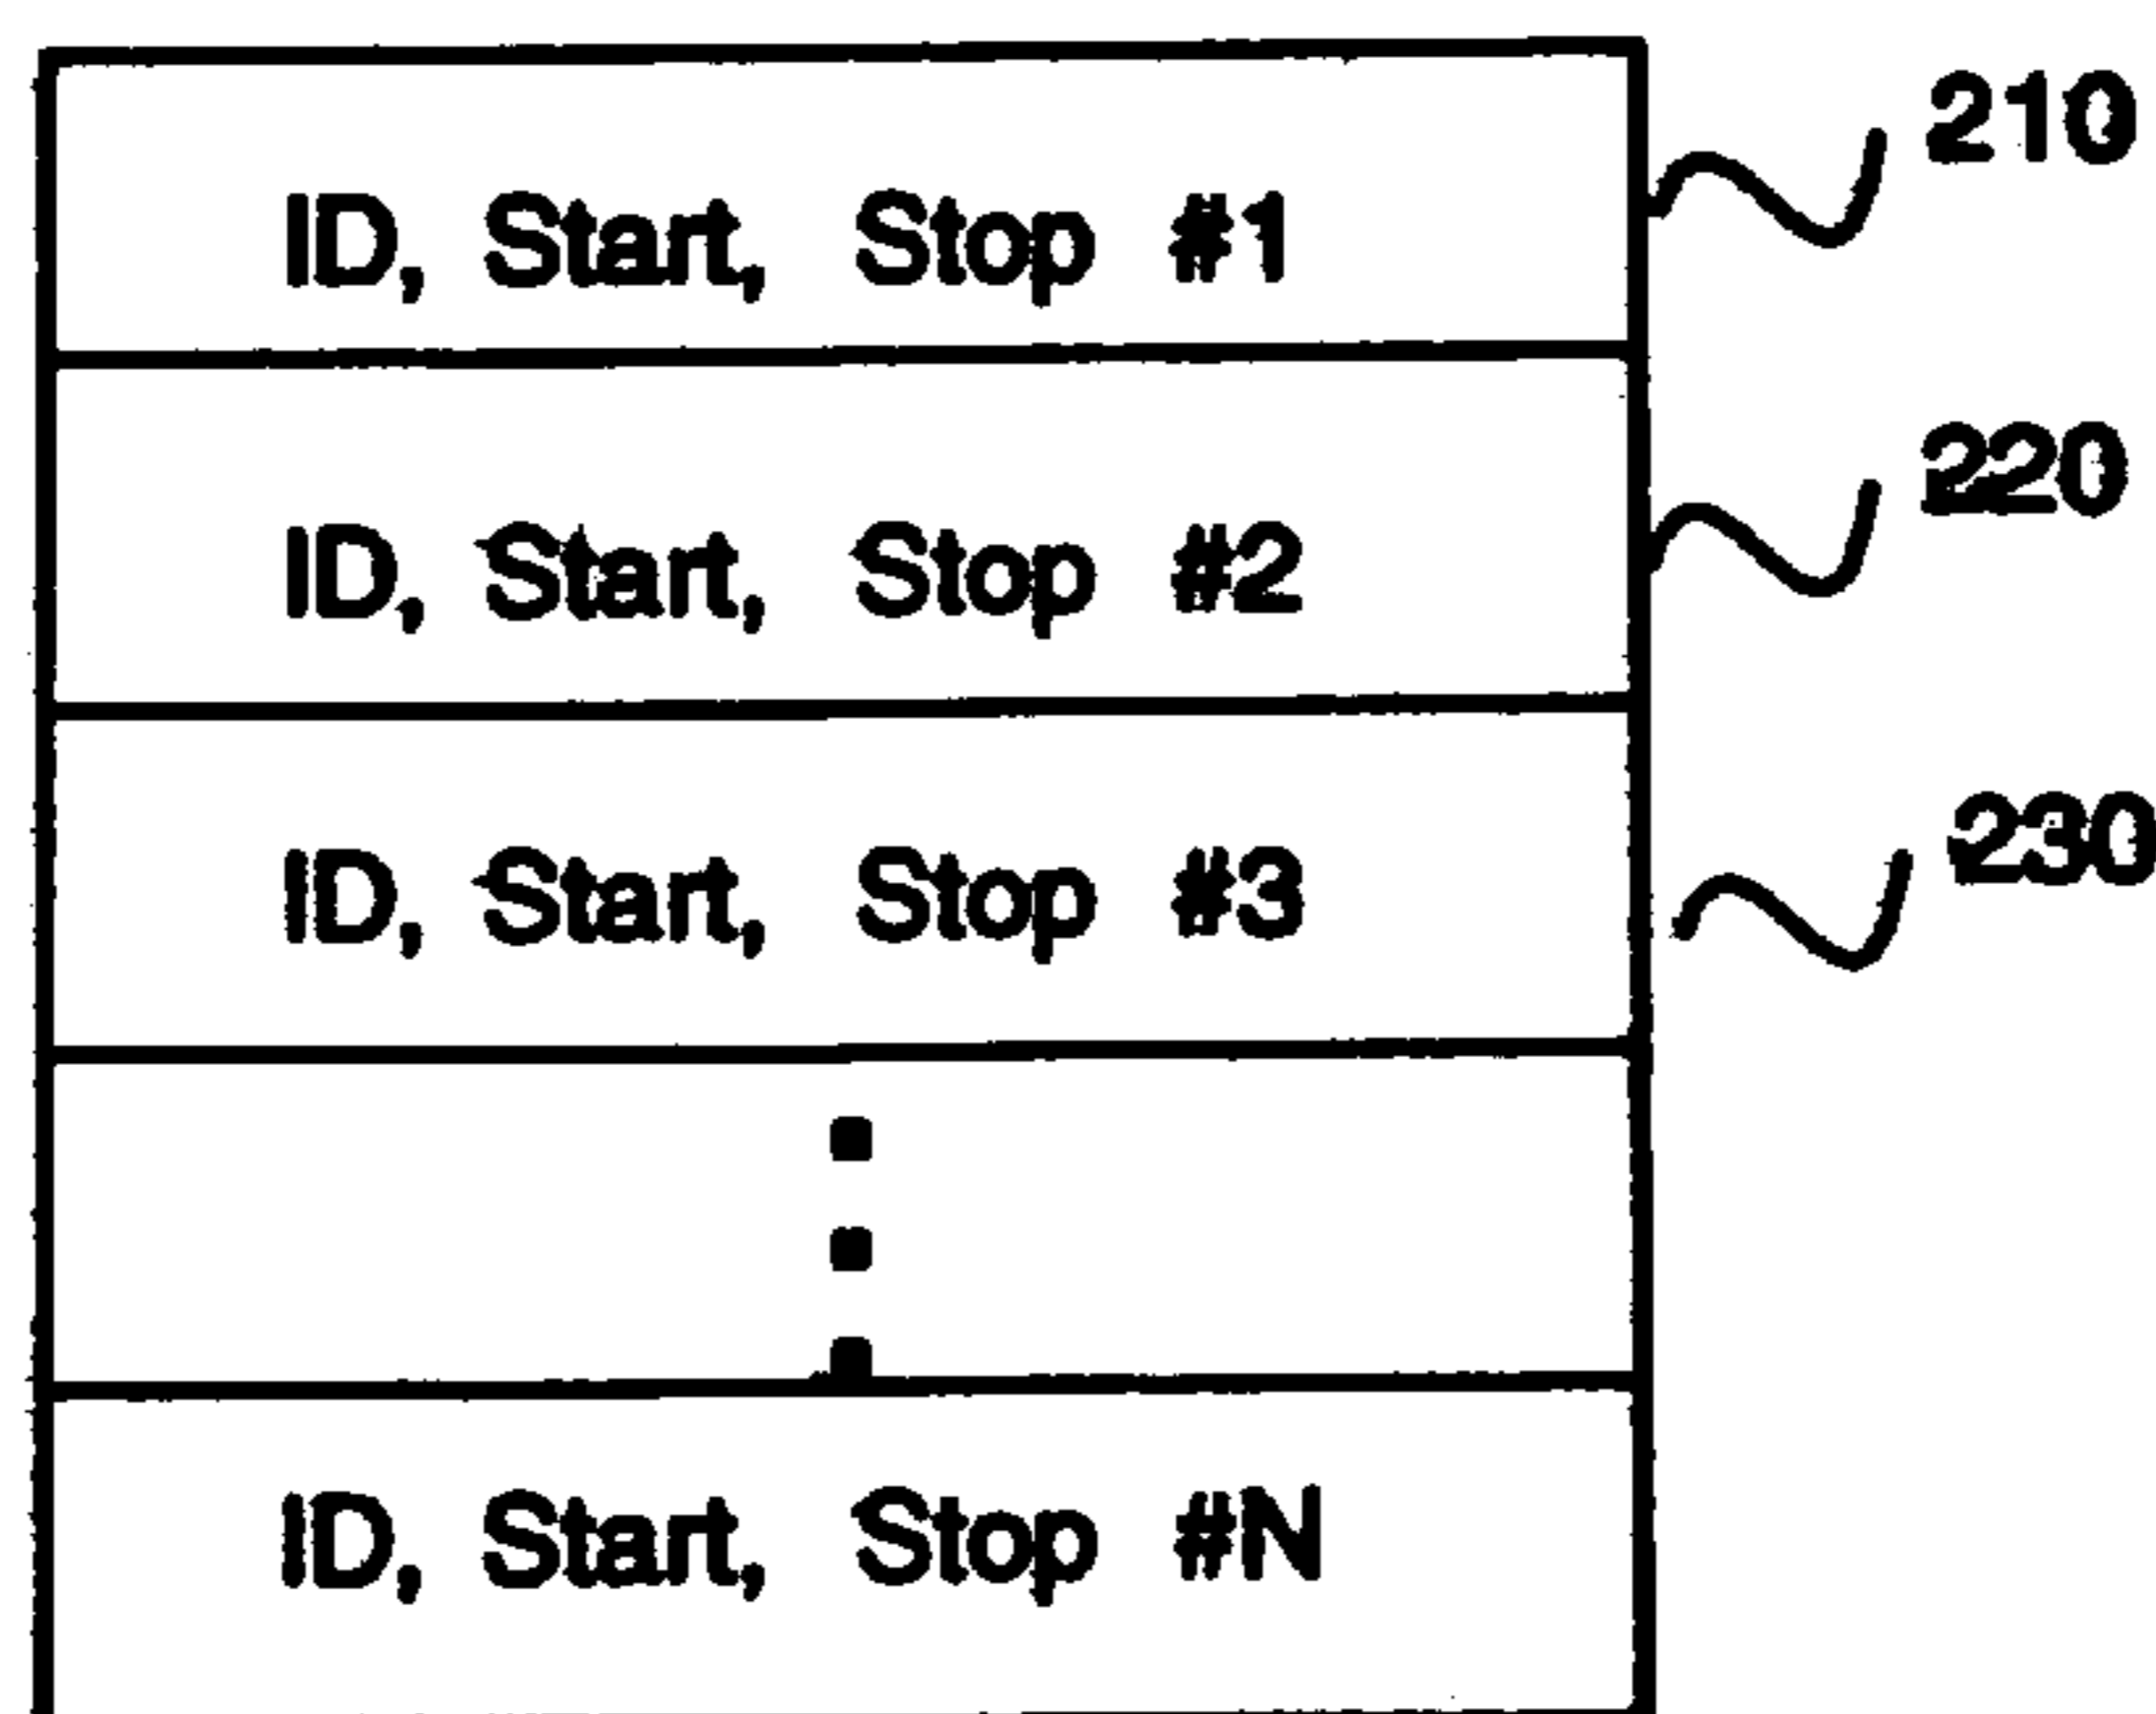 ID, Start, Stop #1
210
ID, Start, Stop #2
220
ID, Start, Stop #3
230
ID, Start, Stop #N